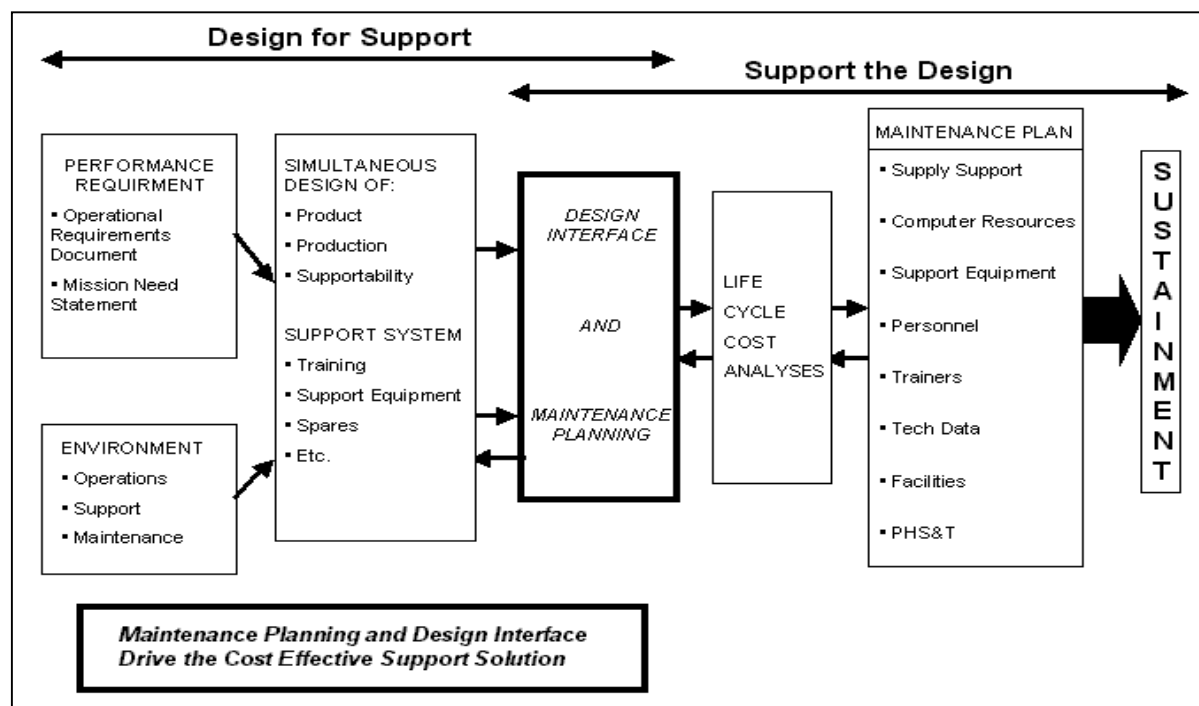 Design for Support
Support the Design
PERFORMANCE
REQUIRMENT
▪ Operational
Requirements
Document
▪ Mission Need
Statement
ENVIRONMENT
▪ Operations
▪ Support
▪ Maintenance
SIMULTANEOUS
DESIGN OF:
▪ Product
▪ Production
▪ Supportability
SUPPORT SYSTEM
▪ Training
▪ Support Equipment
▪ Spares
▪ Etc.
DESIGN
INTERFACE
AND
MAINTENANCE
PLANNING
LIFE
CYCLE
COST
ANALYSES
MAINTENANCE PLAN
▪ Supply Support
▪ Computer Resources
▪ Support Equipment
▪ Personnel
▪ Trainers
▪ Tech Data
▪ Facilities
▪ PHS&T
SUSTAINMENT
Maintenance Planning and Design Interface
Drive the Cost Effective Support Solution